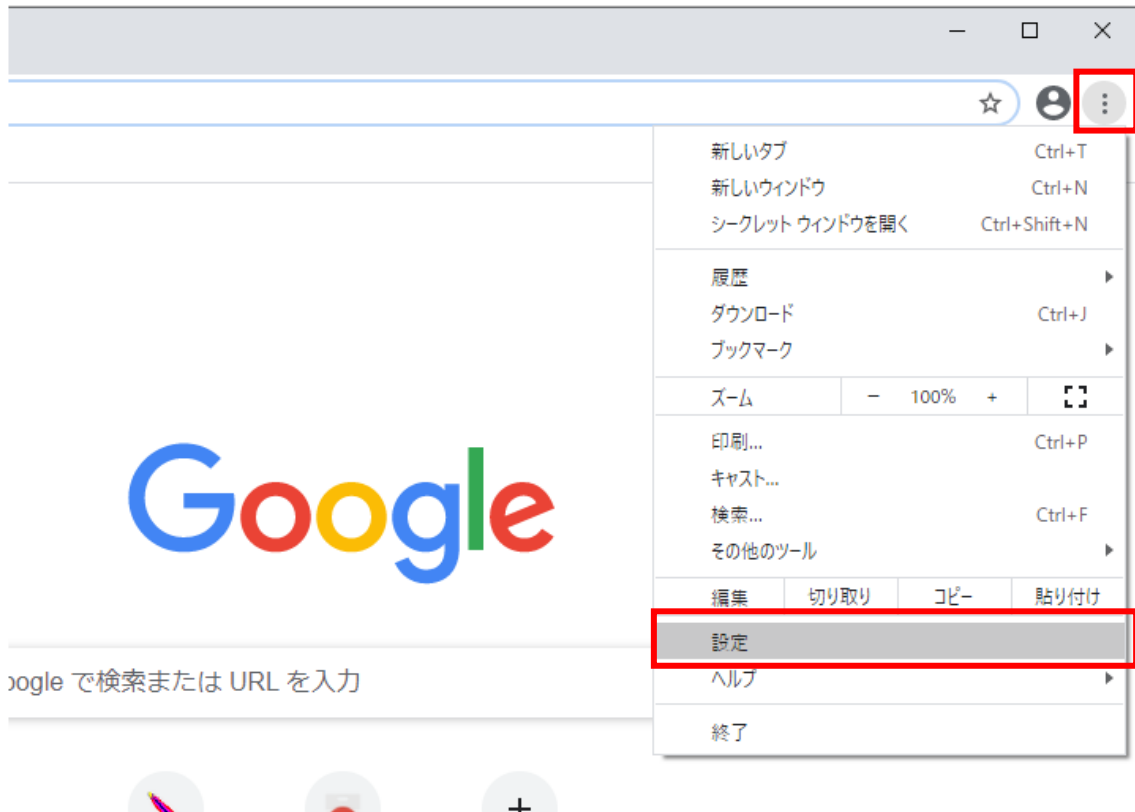 新しいタブ Ctrl+T
新しいウィンドウ Ctrl+N
シークレット ウィンドウを開く Ctrl+Shift+N
履歴
ダウンロード Ctrl+J
ブックマーク
ズーム － 100% +
印刷... Ctrl+P
キャスト...
検索... Ctrl+F
その他のツール
編集 切り取り コピー 貼り付け
設定
ヘルプ
終了
Google
oogle で検索または URL を入力